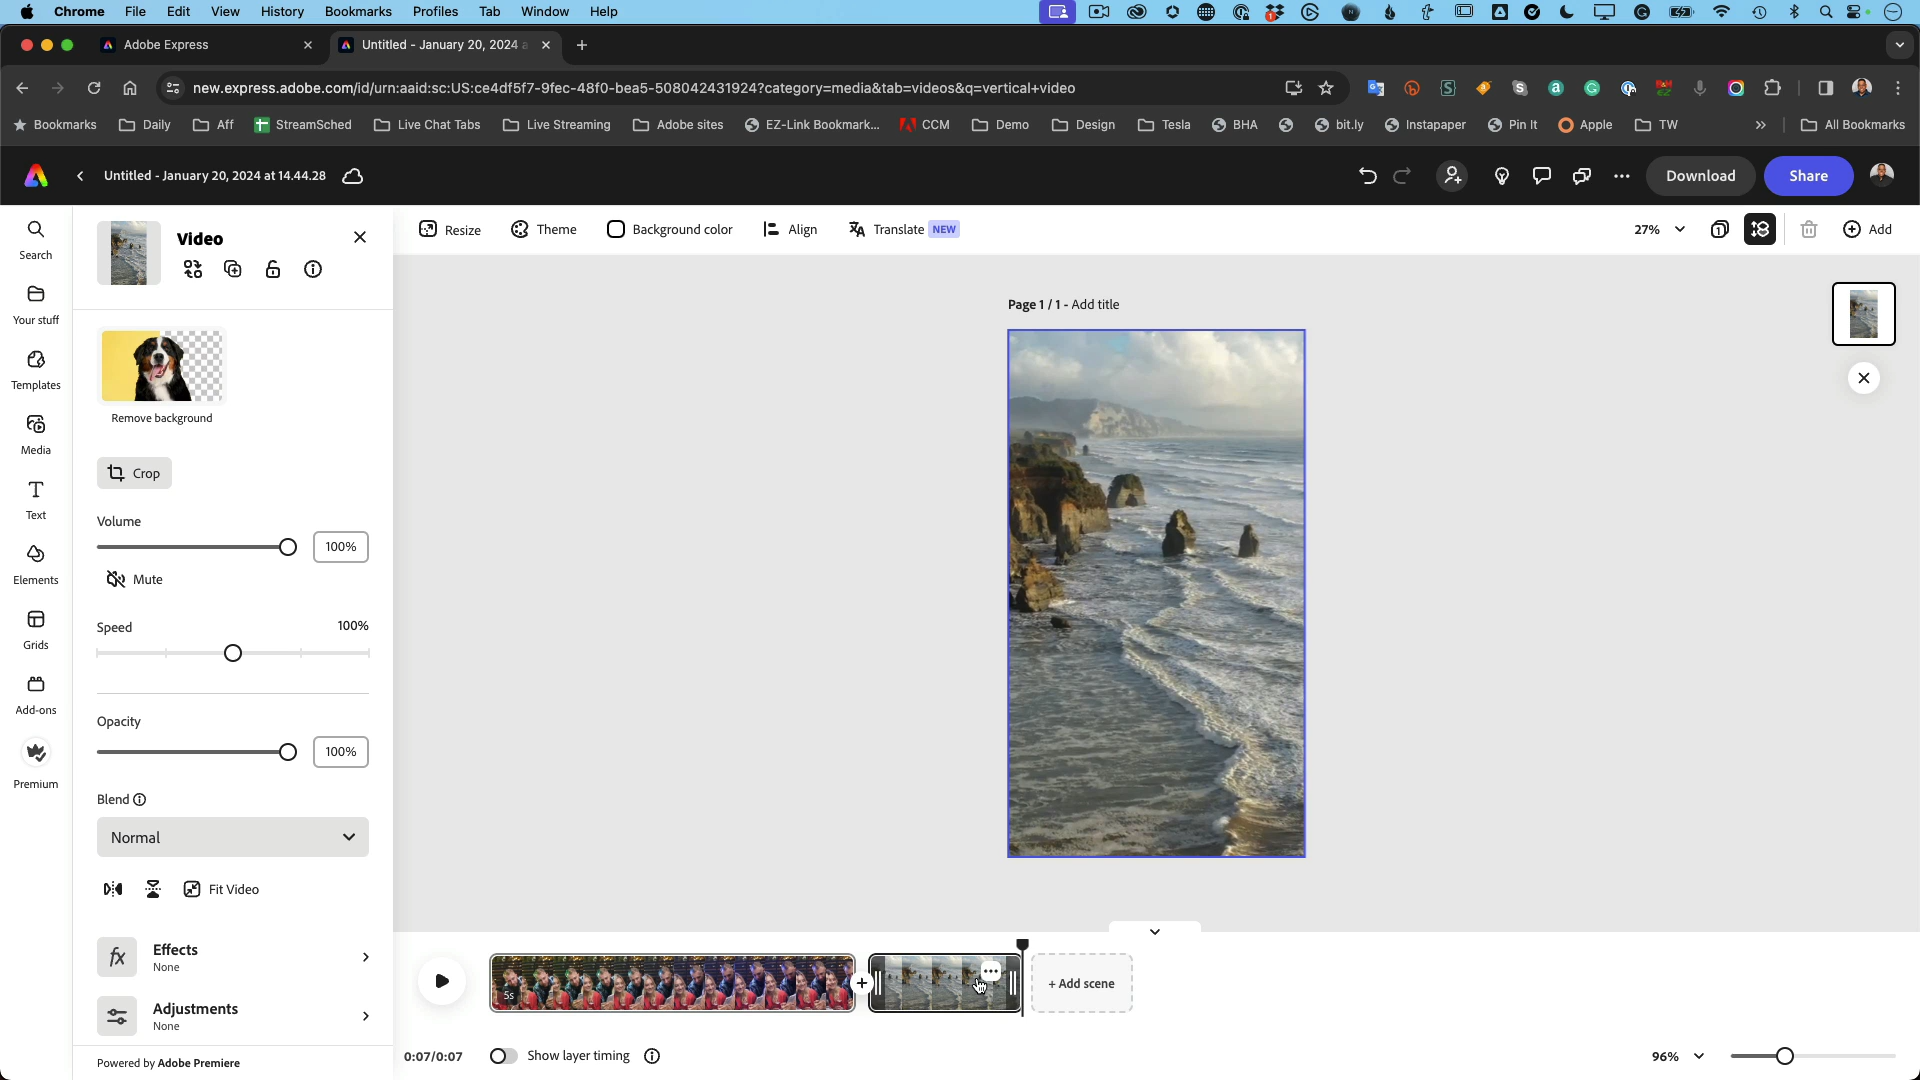 Chrome File Edit View History Bookmarks Profiles Tab Window Help
Adobe Express
Untitled - January 20, 2024 a
new.express.adobe.com/id/urn:aaid:sc:US:ce4df5f7-9fec-48f0-bea5-508042431924?category=media&tab=videos&q=vertical+video
Bookmarks Daily Aff StreamSched Live Chat Tabs Live Streaming Adobe sites EZ-Link Bookmark... CCM Demo Design Tesla BHA bit.ly Instapaper Pin It Apple TW » All Bookmarks
Untitled - January 20, 2024 at 14.44.28
Download
Share
Search
Your stuff
Templates
Media
Text
Elements
Grids
Add-ons
Premium
Video
Remove background
Crop
Volume
100%
Mute
Speed 100%
Opacity
100%
Blend
Normal
Fit Video
fx
Effects
None
Adjustments
None
Powered by Adobe Premiere
Resize Theme Background color Align Translate NEW
27%
1
Add
Page 1 / 1 - Add title
5s
+ Add scene
0:07/0:07
Show layer timing
96%